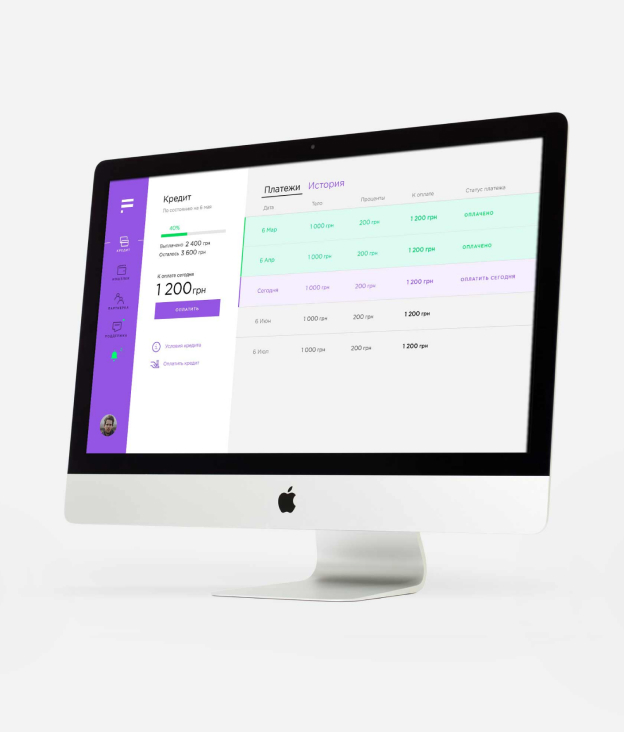 Кредит
По состоянию на 6 мая
40%
Выплачено 2 400 грн
Осталось 3 600 грн
К оплате сегодня
1 200 грн
ОПЛАТИТЬ
Условия кредита
Оплатить кредит
КРЕДИТ
ПОДДЕРЖКА
Платежи История
Дата Тело Проценты К оплате Статус платежа
6 Мар 1 000 грн 200 грн 1 200 грн ОПЛАЧЕНО
6 Апр 1 000 грн 200 грн 1 200 грн ОПЛАЧЕНО
Сегодня 1 000 грн 200 грн 1 200 грн ОПЛАТИТЬ СЕГОДНЯ
6 Июн 1 000 грн 200 грн 1 200 грн
6 Июл 1 000 грн 200 грн 1 200 грн